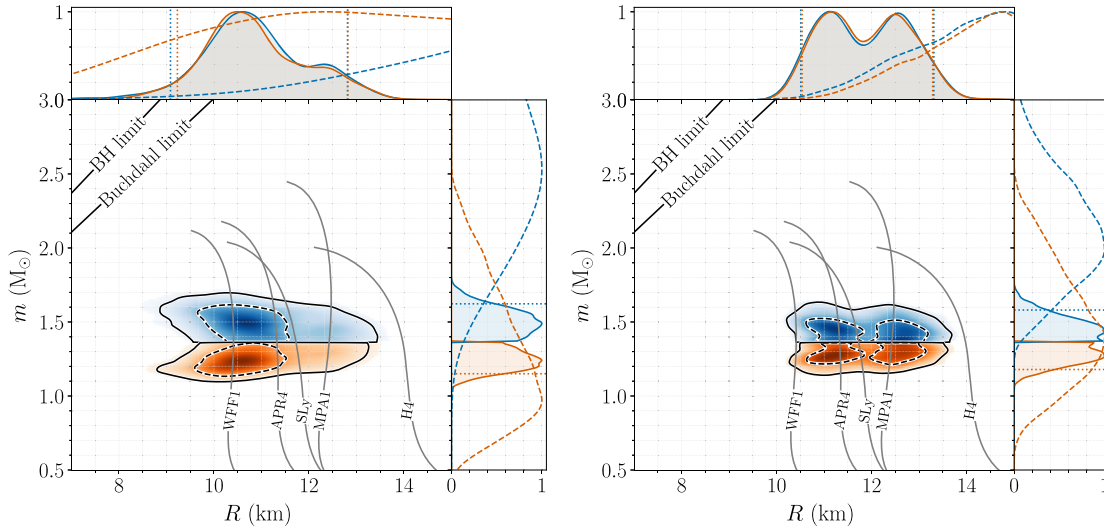 1
3.0
BH limit
Buchdahl limit
2.5
2.0
m (M⊙)
1.5
1.0
0.5
WFF1
APR4
SLy
MPA1
H4
8
10
12
14
0
1
R (km)
1
3.0
BH limit
Buchdahl limit
2.5
2.0
m (M⊙)
1.5
1.0
0.5
WFF1
APR4
SLy
MPA1
H4
8
10
12
14
0
1
R (km)